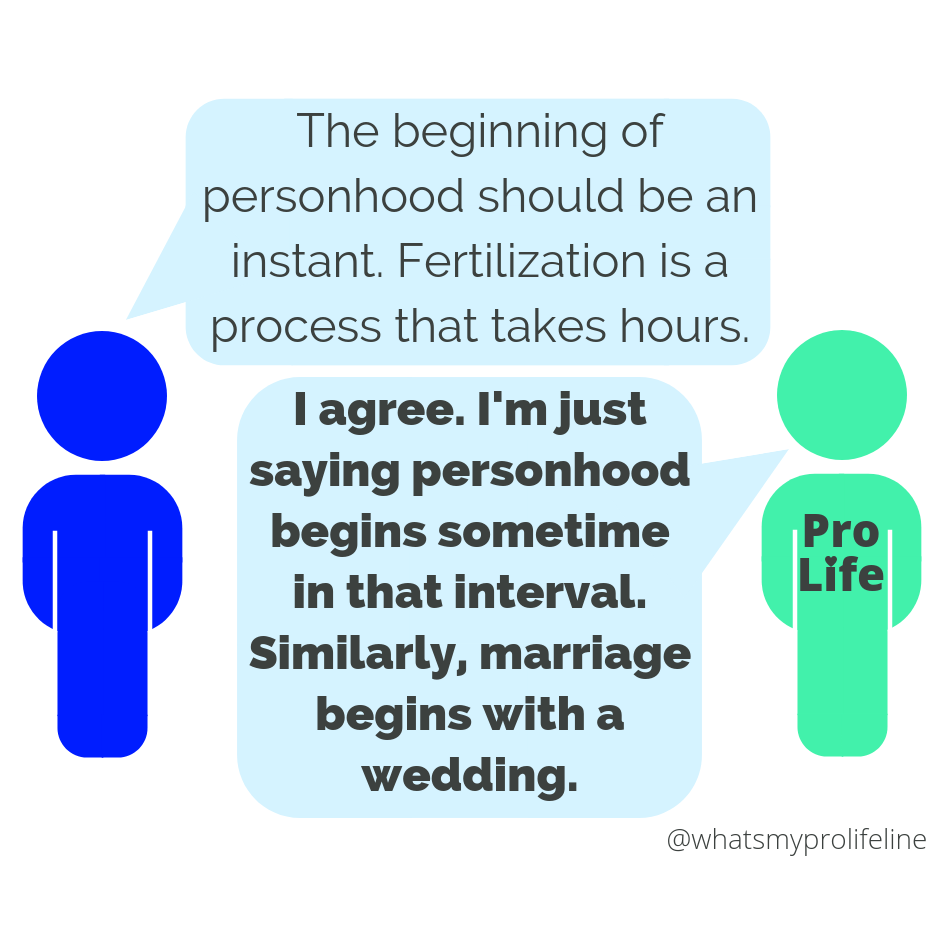 The beginning of
personhood should be an
instant. Fertilization is a
process that takes hours.
I agree. I'm just
saying personhood
begins sometime
in that interval.
Similarly, marriage
begins with a
wedding.
Pro
Life
@whatsmyprolifeline